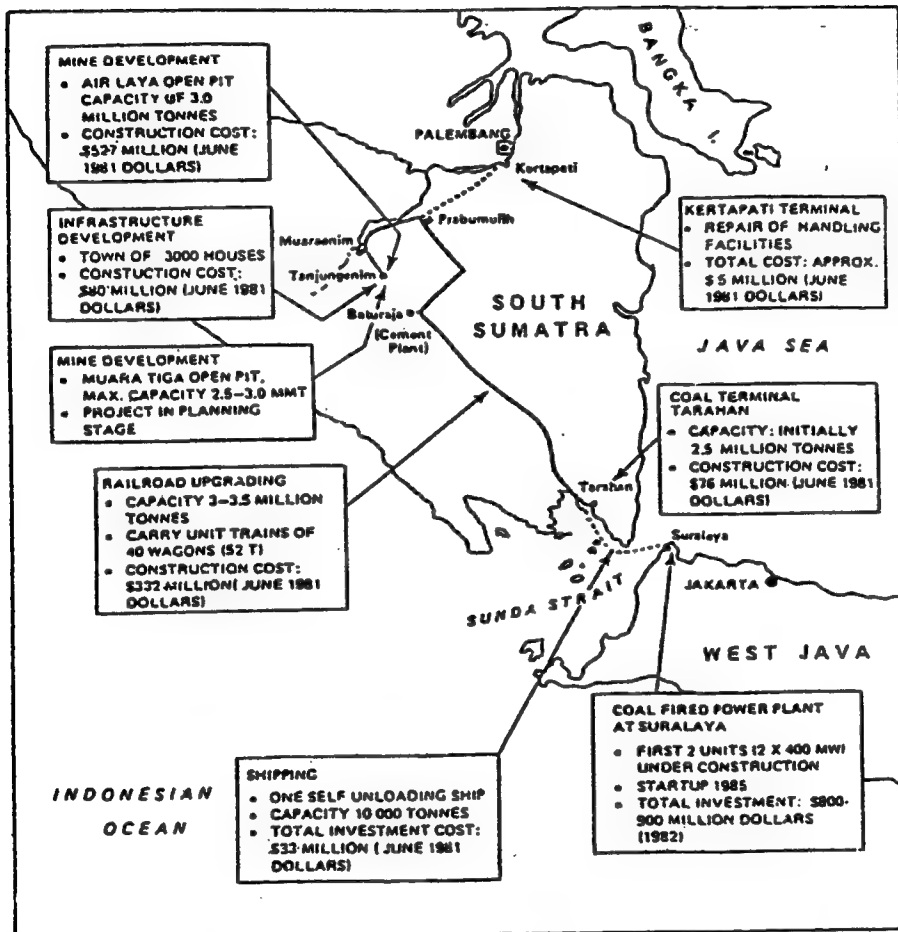 MINE DEVELOPMENT
• AIR LAYA OPEN PIT
CAPACITY OF 3.0
MILLION TONNES
• CONSTRUCTION COST:
$527 MILLION (JUNE
1981 DOLLARS)
INFRASTRUCTURE
DEVELOPMENT
• TOWN OF 3000 HOUSES
• CONSTUCTION COST:
$80 MILLION (JUNE 1981
DOLLARS)
MINE DEVELOPMENT
• MUARA TIGA OPEN PIT,
MAX. CAPACITY 2.5–3.0 MMT
• PROJECT IN PLANNING
STAGE
RAILROAD UPGRADING
• CAPACITY 3–3.5 MILLION
TONNES
• CARRY UNIT TRAINS OF
40 WAGONS (52 T)
• CONSTRUCTION COST:
$332 MILLION (JUNE 1981
DOLLARS)
BANGKA I.
PALEMBANG
Kertapati
Prabumulih
Muaraenim
Tanjungenim
Baturaja
(Cement
Plant)
SOUTH
SUMATRA
KERTAPATI TERMINAL
• REPAIR OF HANDLING
FACILITIES
• TOTAL COST: APPROX.
$5 MILLION (JUNE
1981 DOLLARS)
JAVA SEA
COAL TERMINAL
TARAHAN
• CAPACITY: INITIALLY
2.5 MILLION TONNES
• CONSTRUCTION COST:
$76 MILLION (JUNE 1981
DOLLARS)
Tarahan
Suralaya
JAKARTA
SUNDA STRAIT
WEST JAVA
COAL FIRED POWER PLANT
AT SURALAYA
• FIRST 2 UNITS (2 X 400 MW)
UNDER CONSTRUCTION
• STARTUP 1985
• TOTAL INVESTMENT: $800-
900 MILLION DOLLARS
(1982)
SHIPPING
• ONE SELF UNLOADING SHIP
• CAPACITY 10 000 TONNES
• TOTAL INVESTMENT COST:
$33 MILLION (JUNE 1981
DOLLARS)
INDONESIAN
OCEAN